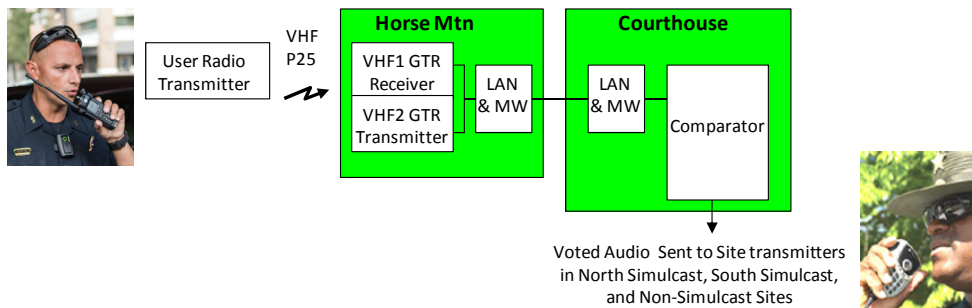 Horse Mtn
Courthouse
VHF
P25
User Radio
Transmitter
VHF1 GTR
Receiver
VHF2 GTR
Transmitter
LAN
& MW
LAN
& MW
Comparator
Voted Audio Sent to Site transmitters
in North Simulcast, South Simulcast,
and Non-Simulcast Sites